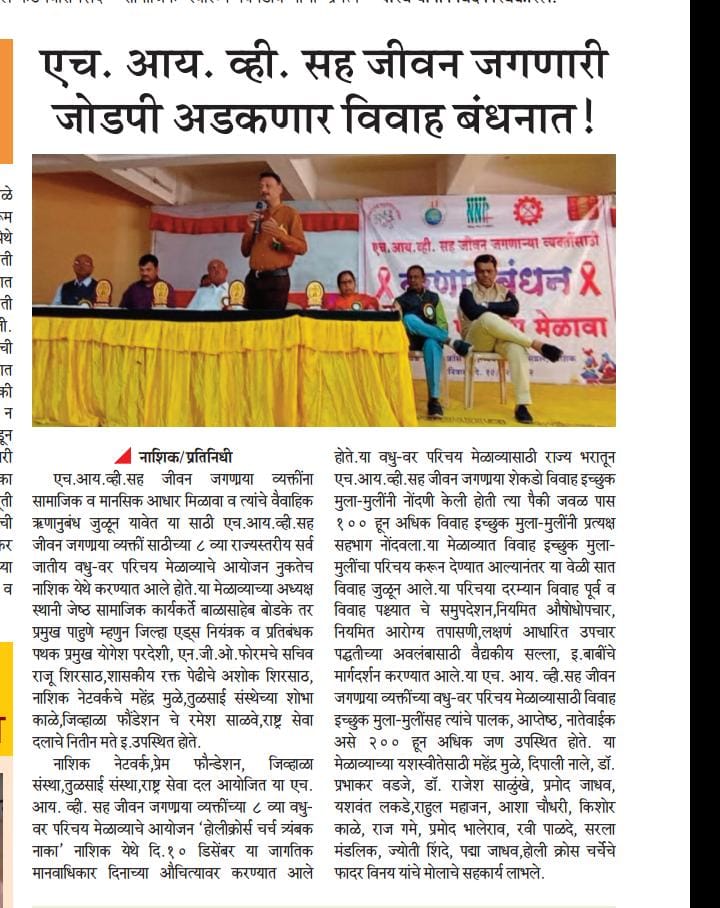 एच. आय. व्ही. सह जीवन जगणारी
जोडपी अडकणार विवाह बंधनात!
एच.आय.व्ही. सह जीवन जगणाऱ्या व्यक्तींसाठी
ऋणानुबंधन
मेळावा
नाशिक/प्रतिनिधी
एच.आय.व्ही.सह जीवन जगणाऱ्या व्यक्तींना
सामाजिक व मानसिक आधार मिळावा व त्यांचे वैवाहिक
ऋणानुबंध जुळून यावेत या साठी एच.आय.व्ही.सह
जीवन जगणाऱ्या व्यक्तीं साठीच्या ८ व्या राज्यस्तरीय सर्व
जातीय वधु-वर परिचय मेळाव्याचे आयोजन नुकतेच
नाशिक येथे करण्यात आले होते.या मेळाव्याच्या अध्यक्ष
स्थानी जेष्ठ सामाजिक कार्यकर्ते बाळासाहेब बोडके तर
प्रमुख पाहुणे म्हणुन जिल्हा एड्स नियंत्रक व प्रतिबंधक
पथक प्रमुख योगेश परदेशी, एन.जी.ओ.फोरमचे सचिव
राजू शिरसाठ,शासकीय रक्त पेढीचे अशोक शिरसाठ,
नाशिक नेटवर्कचे महेंद्र मुळे,तुळसाई संस्थेच्या शोभा
काळे,जिव्हाळा फौंडेशन चे रमेश साळवे,राष्ट्र सेवा
दलाचे नितीन मते इ.उपस्थित होते.
नाशिक नेटवर्क,प्रेम फौन्डेशन, जिव्हाळा
संस्था,तुळसाई संस्था,राष्ट्र सेवा दल आयोजित या एच.
आय. व्ही. सह जीवन जगणाऱ्या व्यक्तींच्या ८ व्या वधु-
वर परिचय मेळाव्याचे आयोजन ‘होलीक्रोर्स चर्च त्र्यंबक
नाका’ नाशिक येथे दि.१० डिसेंबर या जागतिक
मानवाधिकार दिनाच्या औचित्यावर करण्यात आले
होते.या वधु-वर परिचय मेळाव्यासाठी राज्य भरातून
एच.आय.व्ही.सह जीवन जगणाऱ्या शेकडो विवाह इच्छुक
मुला-मुलींनी नोंदणी केली होती त्या पैकी जवळ पास
१०० हून अधिक विवाह इच्छुक मुला-मुलींनी प्रत्यक्ष
सहभाग नोंदवला.या मेळाव्यात विवाह इच्छुक मुला-
मुलींचा परिचय करून देण्यात आल्यानंतर या वेळी सात
विवाह जुळून आले.या परिचया दरम्यान विवाह पूर्व व
विवाह पश्चात चे समुपदेशन,नियमित औषोधोपचार,
नियमित आरोग्य तपासणी,लक्षणं आधारित उपचार
पद्धतीच्या अवलंबासाठी वैद्यकीय सल्ला, इ.बाबींचे
मार्गदर्शन करण्यात आले.या एच. आय. व्ही.सह जीवन
जगणाऱ्या व्यक्तींच्या वधु-वर परिचय मेळाव्यासाठी विवाह
इच्छुक मुला-मुलींसह त्यांचे पालक, आप्तेष्ठ, नातेवाईक
असे २०० हून अधिक जण उपस्थित होते. या
मेळाव्याच्या यशस्वीतेसाठी महेंद्र मुळे, दिपाली नाले, डॉ.
प्रभाकर वडजे, डॉ. राजेश साळुंखे, प्रमोद जाधव,
यशवंत लकडे,राहुल महाजन, आशा चौधरी, किशोर
काळे, राज गमे, प्रमोद भालेराव, रवी पाळदे, सरला
मंडलिक, ज्योती शिंदे, पद्मा जाधव,होली क्रोस चर्चचे
फादर विनय यांचे मोलाचे सहकार्य लाभले.